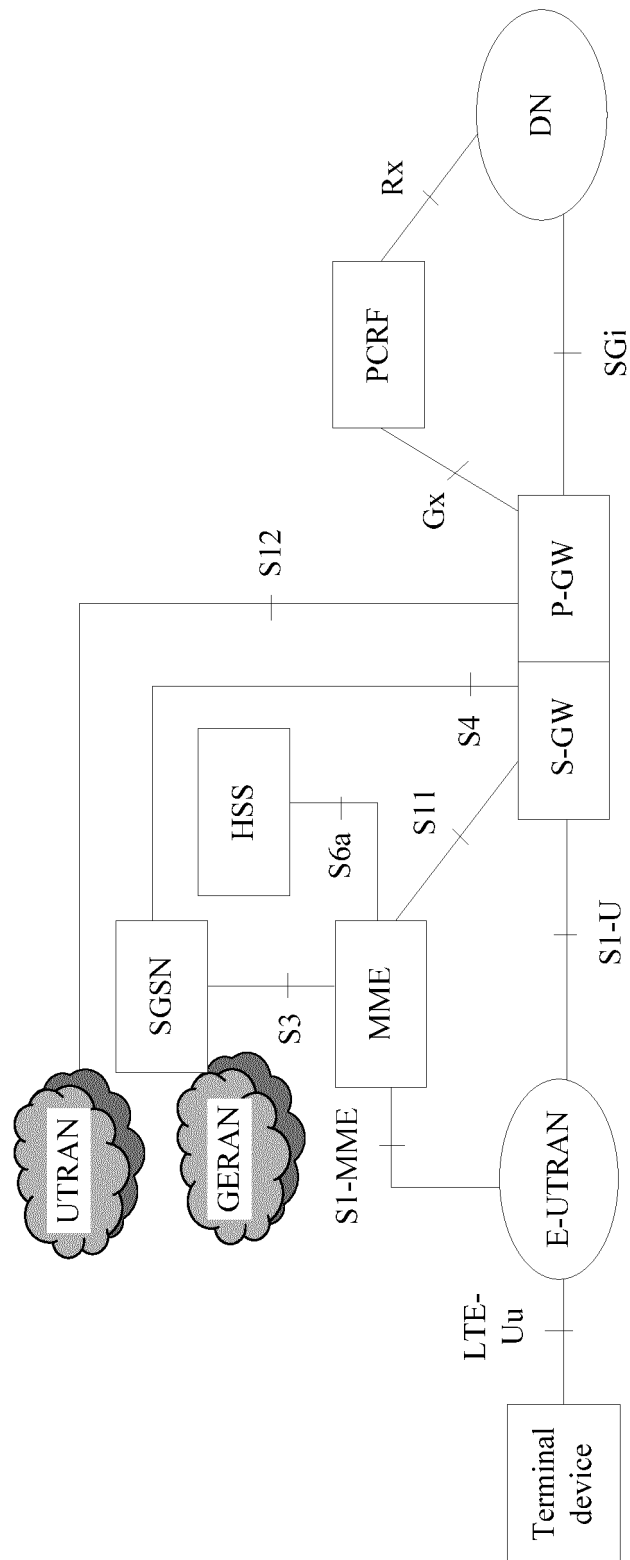 UTRAN
S12
SGSN
GERAN
HSS
S4
S3
S6a
PCRF
Rx
Gx
S1-MME
MME
S11
LTE-
Uu
Terminal
device
E-UTRAN
S1-U
S-GW
P-GW
SGi
DN